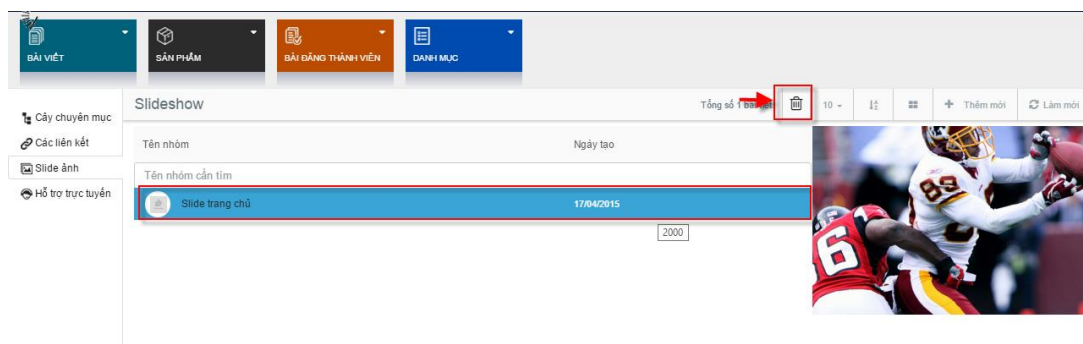 BÀI VIẾT
SẢN PHẨM
BÀI ĐĂNG THÀNH VIÊN
DANH MỤC
Cây chuyên mục
Các liên kết
Slide ảnh
Hỗ trợ trực tuyến
Slideshow
Tổng số 1
10
Thêm mới
Làm mới
Tên nhóm
Ngày tạo
Tên nhóm cần tìm
Slide trang chủ
17/04/2015
2000
89